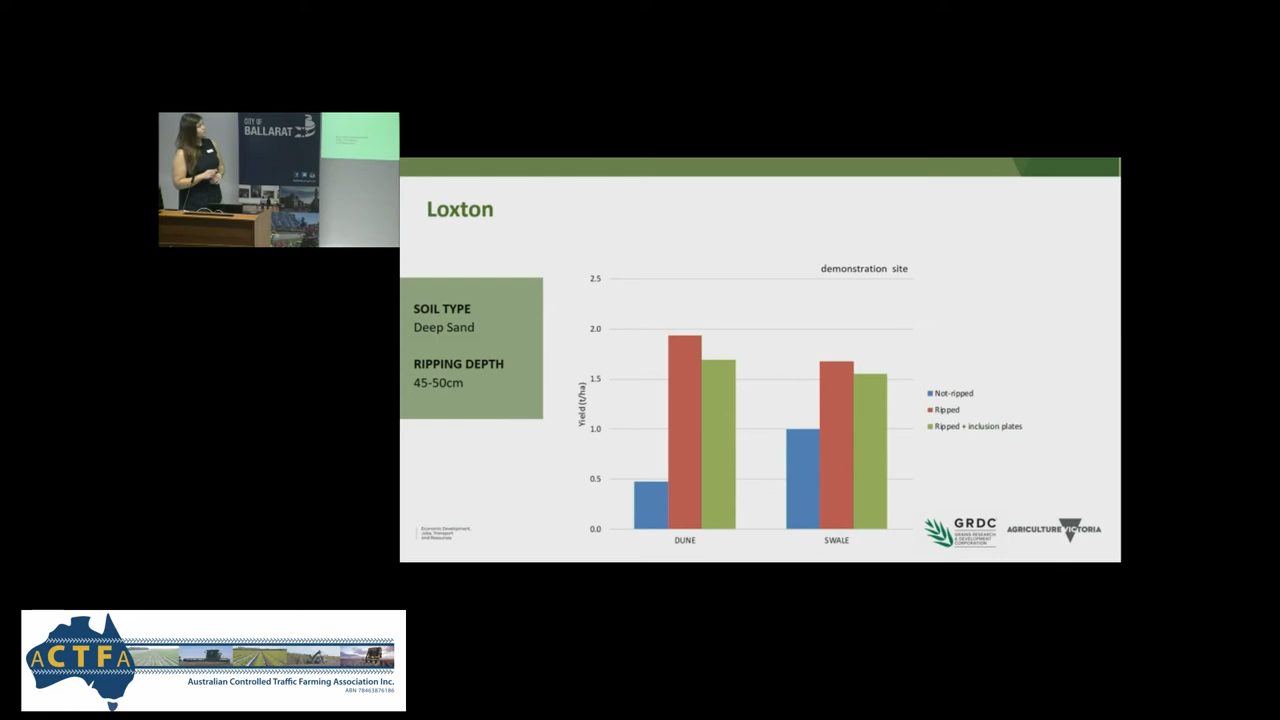 CITY OF
BALLARAT
Loxton
SOIL TYPE
Deep Sand
RIPPING DEPTH
45-50cm
demonstration site
Yield (t/ha)
2.5
2.0
1.5
1.0
0.5
0.0
DUNE
SWALE
Not-ripped
Ripped
Ripped + inclusion plates
Economic Development,
Jobs, Transport
and Resources
GRDC
GRAINS RESEARCH
& DEVELOPMENT
CORPORATION
AGRICULTURE VICTORIA
ACTFA
Australian Controlled Traffic Farming Association Inc.
ABN 78463876186